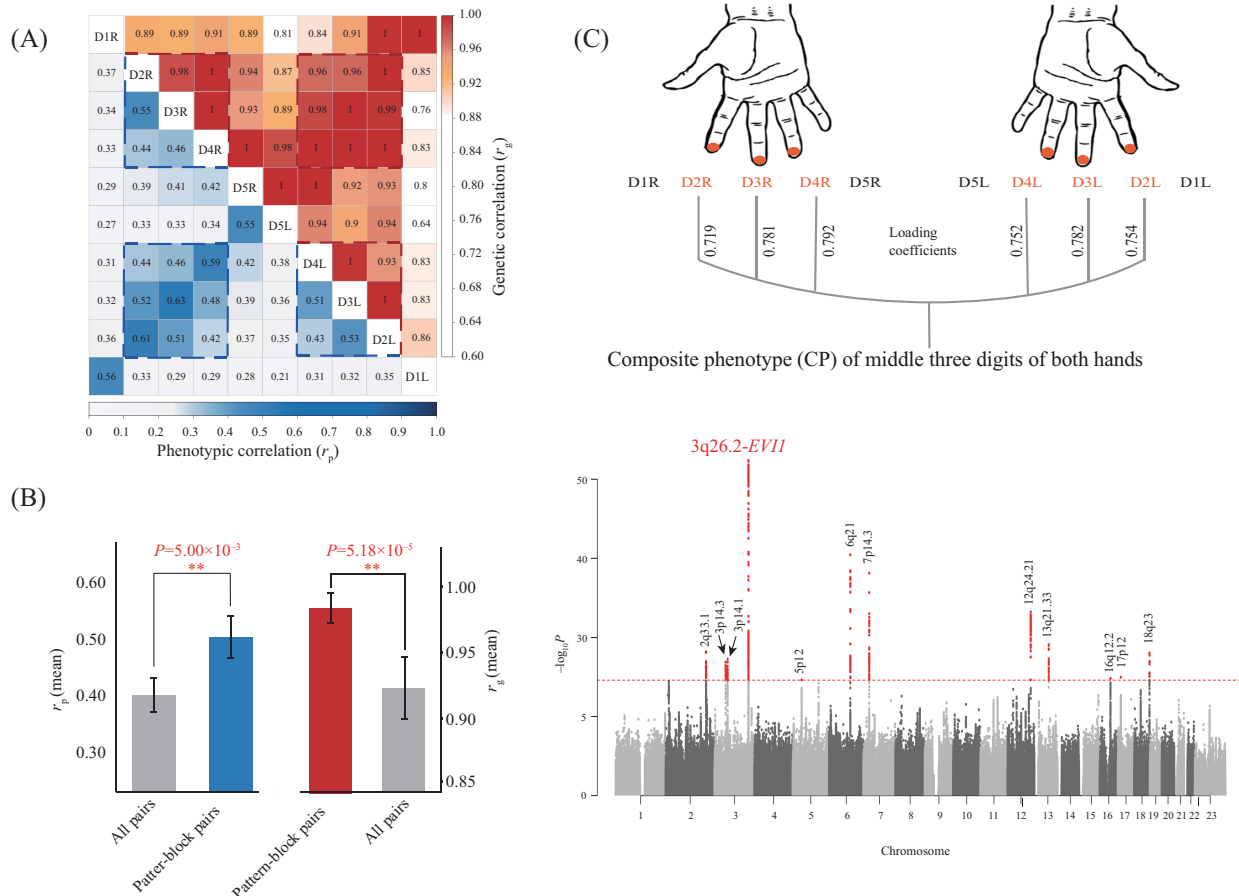 (A)
D1R 0.89 0.89 0.91 0.89 0.81 0.84 0.91 1 1
0.37 D2R 0.98 1 0.94 0.87 0.96 0.96 1 0.85
0.34 0.55 D3R 1 0.93 0.89 0.98 1 0.99 0.76
0.33 0.44 0.46 D4R 1 0.98 1 1 1 0.83
0.29 0.39 0.41 0.42 D5R 1 1 0.92 0.93 0.8
0.27 0.33 0.33 0.34 0.55 D5L 0.94 0.9 0.94 0.64
0.31 0.44 0.46 0.59 0.42 0.38 D4L 1 0.93 0.83
0.32 0.52 0.63 0.48 0.39 0.36 0.51 D3L 1 0.83
0.36 0.61 0.51 0.42 0.37 0.35 0.43 0.53 D2L 0.86
0.56 0.33 0.29 0.29 0.28 0.21 0.31 0.32 0.35 D1L
1.00
0.96
0.92
0.88
0.84
0.80
0.76
0.72
0.68
0.64
0.60
Genetic correlation (rg)
0 0.1 0.2 0.3 0.4 0.5 0.6 0.7 0.8 0.9 1.0
Phenotypic correlation (rp)
(B)
P=5.00×10⁻³
**
P=5.18×10⁻⁵
**
0.60
0.50
0.40
0.30
rp (mean)
1.00
0.95
0.90
0.85
rg (mean)
All pairs
Patter-block pairs
Pattern-block pairs
All pairs
(C)
D1R D2R D3R D4R D5R D5L D4L D3L D2L D1L
0.719 0.781 0.792 0.752 0.782 0.754
Loading
coefficients
Composite phenotype (CP) of middle three digits of both hands
3q26.2-EVI1
50
40
30
5
0
−log10P
2q33.1
3p14.3
3p14.1
5p12
6q21
7p14.3
12q24.21
13q21.33
16q12.2
17p12
18q23
1 2 3 4 5 6 7 8 9 10 11 12 13 14 15 16 17 18 19 20 21 22 23
Chromosome